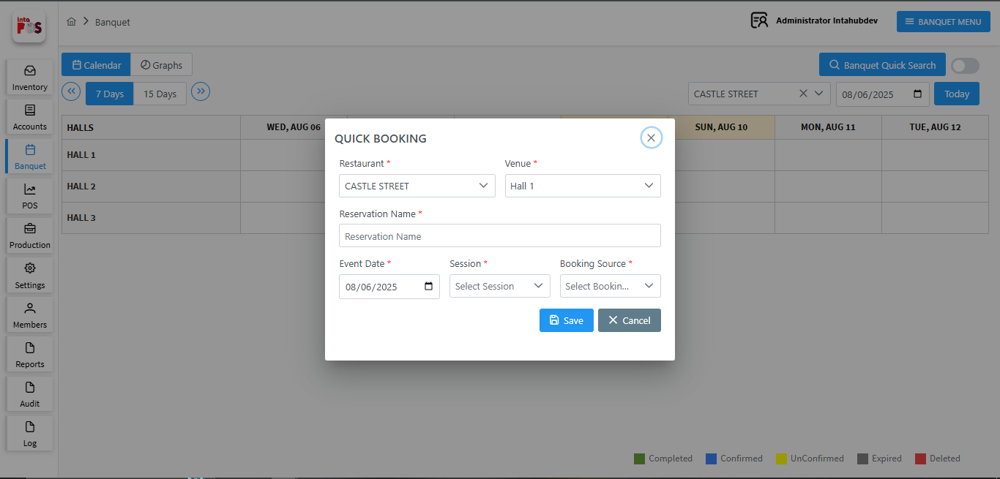 Inta
POS
Banquet
Administrator Intahubdev
BANQUET MENU
Inventory
Accounts
Banquet
POS
Production
Settings
Members
Reports
Audit
Log
Calendar
Graphs
Banquet Quick Search
7 Days
15 Days
CASTLE STREET
08/06/2025
Today
HALLS
WED, AUG 06
SUN, AUG 10
MON, AUG 11
TUE, AUG 12
HALL 1
HALL 2
HALL 3
QUICK BOOKING
Restaurant *
Venue *
CASTLE STREET
Hall 1
Reservation Name *
Reservation Name
Event Date *
Session *
Booking Source *
08/06/2025
Select Session
Select Bookin...
Save
Cancel
Completed
Confirmed
UnConfirmed
Expired
Deleted